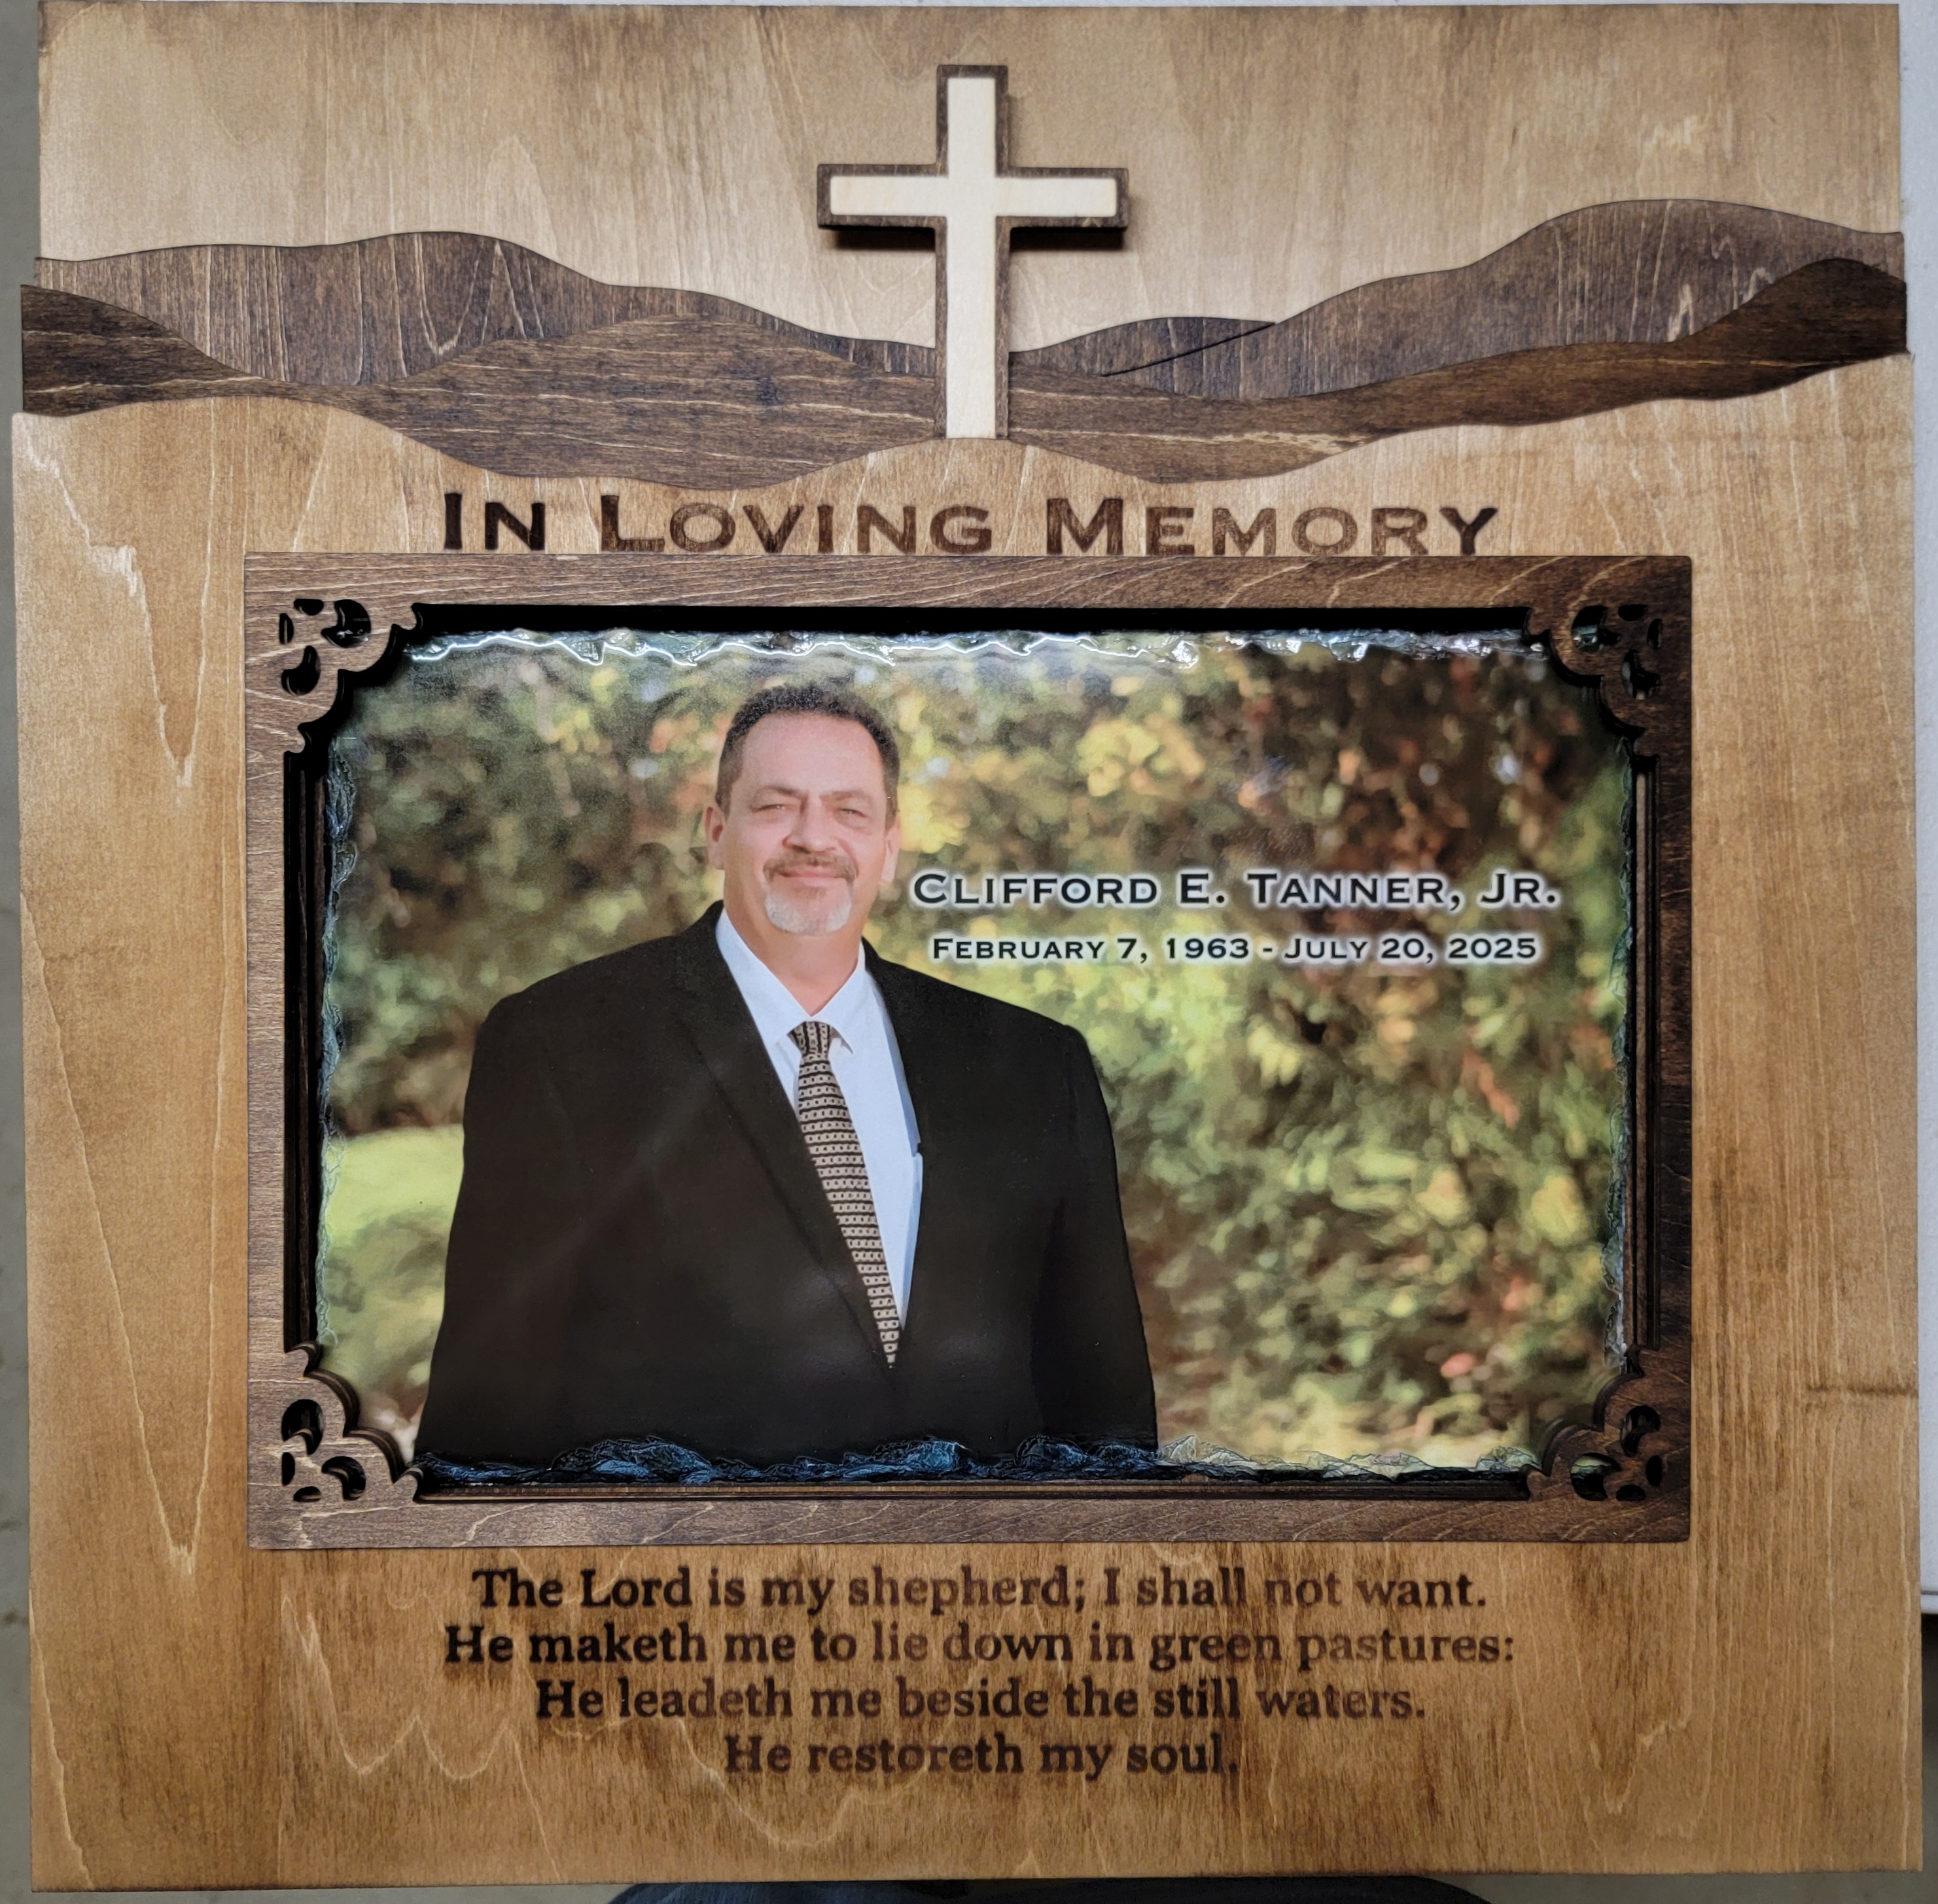 IN LOVING MEMORY
CLIFFORD E. TANNER, JR.
FEBRUARY 7, 1963 - JULY 20, 2025
The Lord is my shepherd; I shall not want.
He maketh me to lie down in green pastures:
He leadeth me beside the still waters.
He restoreth my soul.